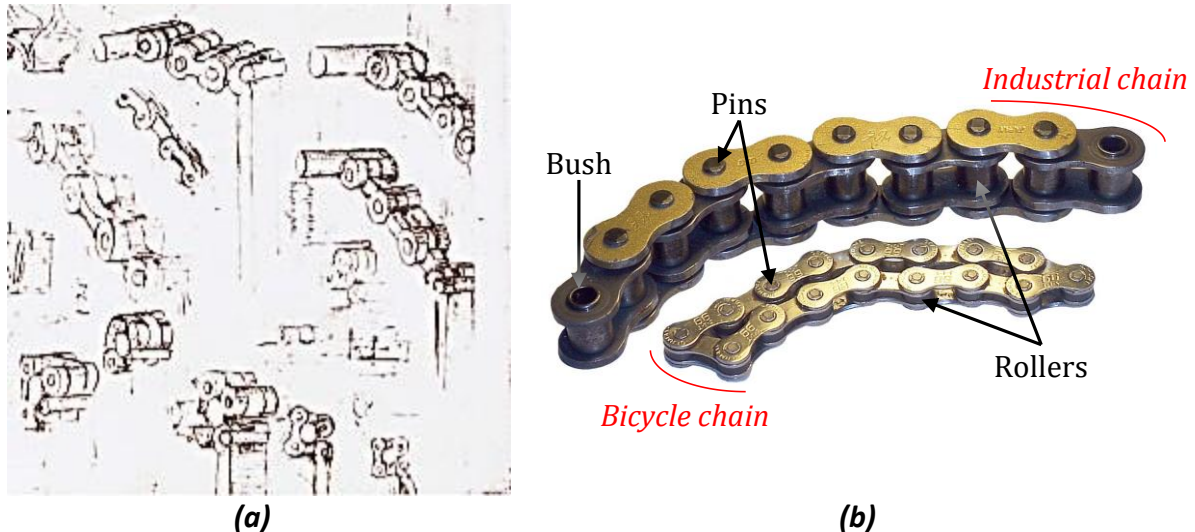 Industrial chain
Pins
Bush
Rollers
Bicycle chain
(a)
(b)